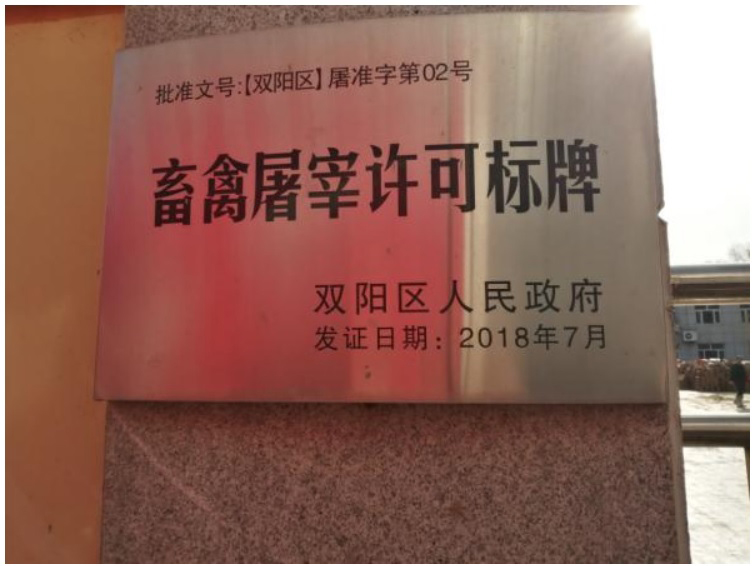 批准文号:【双阳区】屠准字第02号
畜禽屠宰许可标牌
双阳区人民政府
发证日期：2018年7月